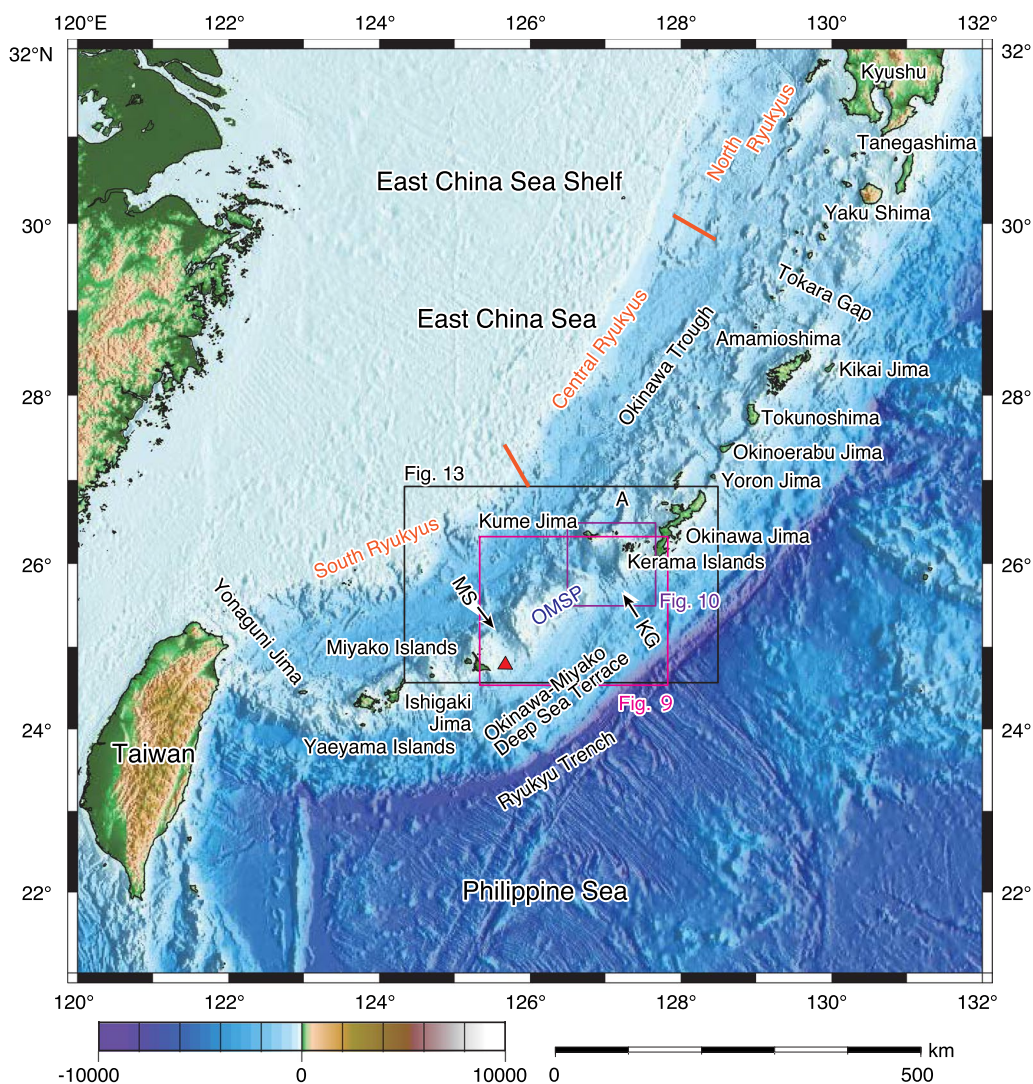 120°E
122°
124°
126°
128°
130°
132°
32°N
32°
Kyushu
North
Ryukyus
Tanegashima
East China Sea Shelf
Yaku Shima
30°
30°
Tokara Gap
Central Ryukyus
East China Sea
Okinawa Trough
Amamioshima
Kikai Jima
28°
28°
Tokunoshima
Okinoerabu Jima
Fig. 13
Yoron Jima
A
Kume Jima
South Ryukyus
Okinawa Jima
26°
26°
Kerama Islands
Yonaguni Jima
MS
OMSP
Fig. 10
KG
Miyako Islands
Ishigaki
Jima
Okinawa-Miyako
Deep Sea Terrace
Fig. 9
24°
24°
Yaeyama Islands
Taiwan
Ryukyu Trench
Philippine Sea
22°
22°
120°
122°
124°
126°
128°
130°
132°
-10000
0
10000
0
500
km